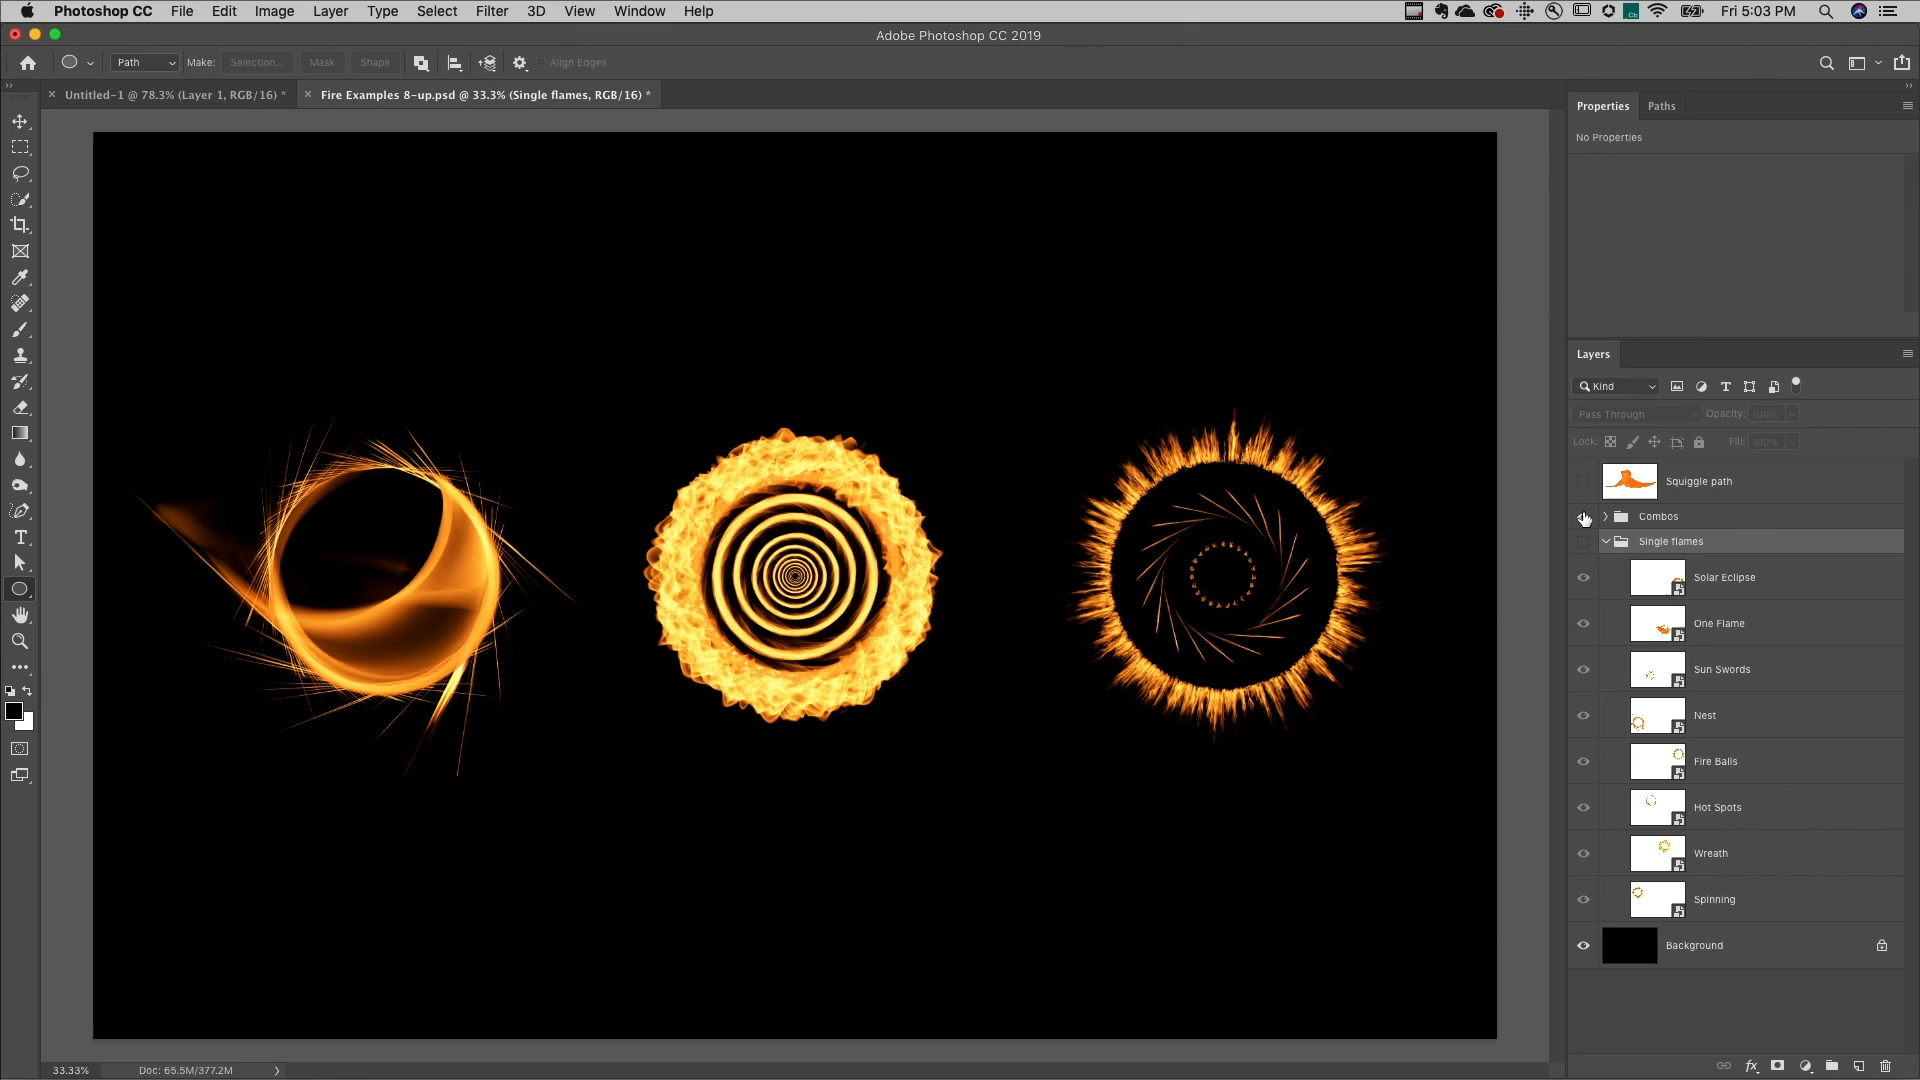 Photoshop CC File Edit Image Layer Type Select Filter 3D View Window Help Fri 5:03 PM
Adobe Photoshop CC 2019
Path Make: Selection... Mask Shape Align Edges
Untitled-1 @ 78.3% (Layer 1, RGB/16) * Fire Examples 8-up.psd @ 33.3% (Single flames, RGB/16) *
Properties Paths
No Properties
Layers
Kind
Pass Through Opacity: 100%
Lock: Fill: 100%
Squiggle path
Combos
Single flames
Solar Eclipse
One Flame
Sun Swords
Nest
Fire Balls
Hot Spots
Wreath
Spinning
Background
33.33% Doc: 65.5M/377.2M